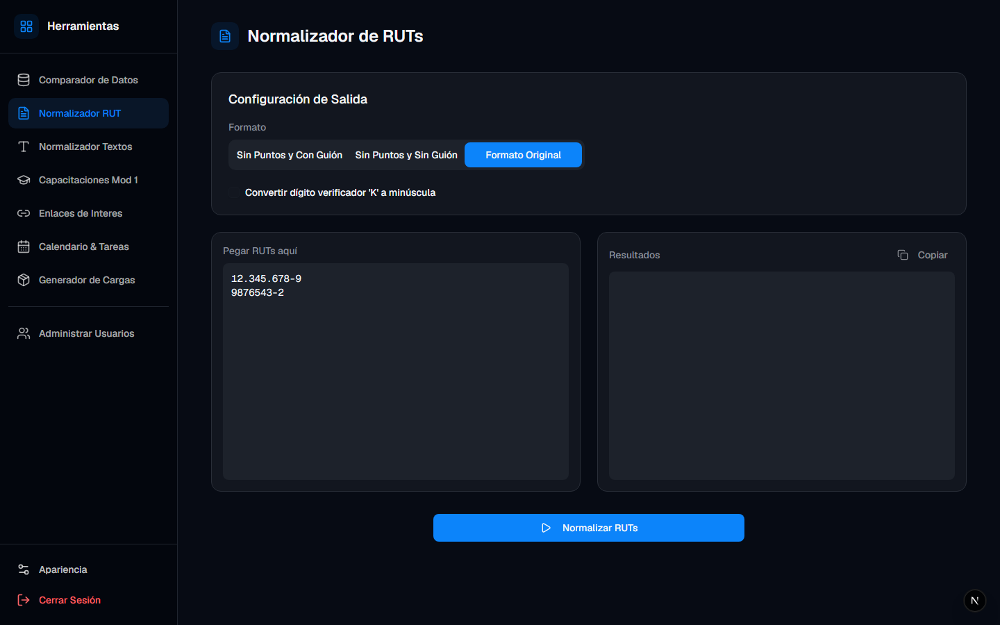 Herramientas
Comparador de Datos
Normalizador RUT
Normalizador Textos
Capacitaciones Mod 1
Enlaces de Interes
Calendario & Tareas
Generador de Cargas
Administrar Usuarios
Apariencia
Cerrar Sesión
Normalizador de RUTs
Configuración de Salida
Formato
Sin Puntos y Con Guión Sin Puntos y Sin Guión Formato Original
Convertir dígito verificador 'K' a minúscula
Pegar RUTs aquí
12.345.678-9
9876543-2
Resultados Copiar
Normalizar RUTs
N